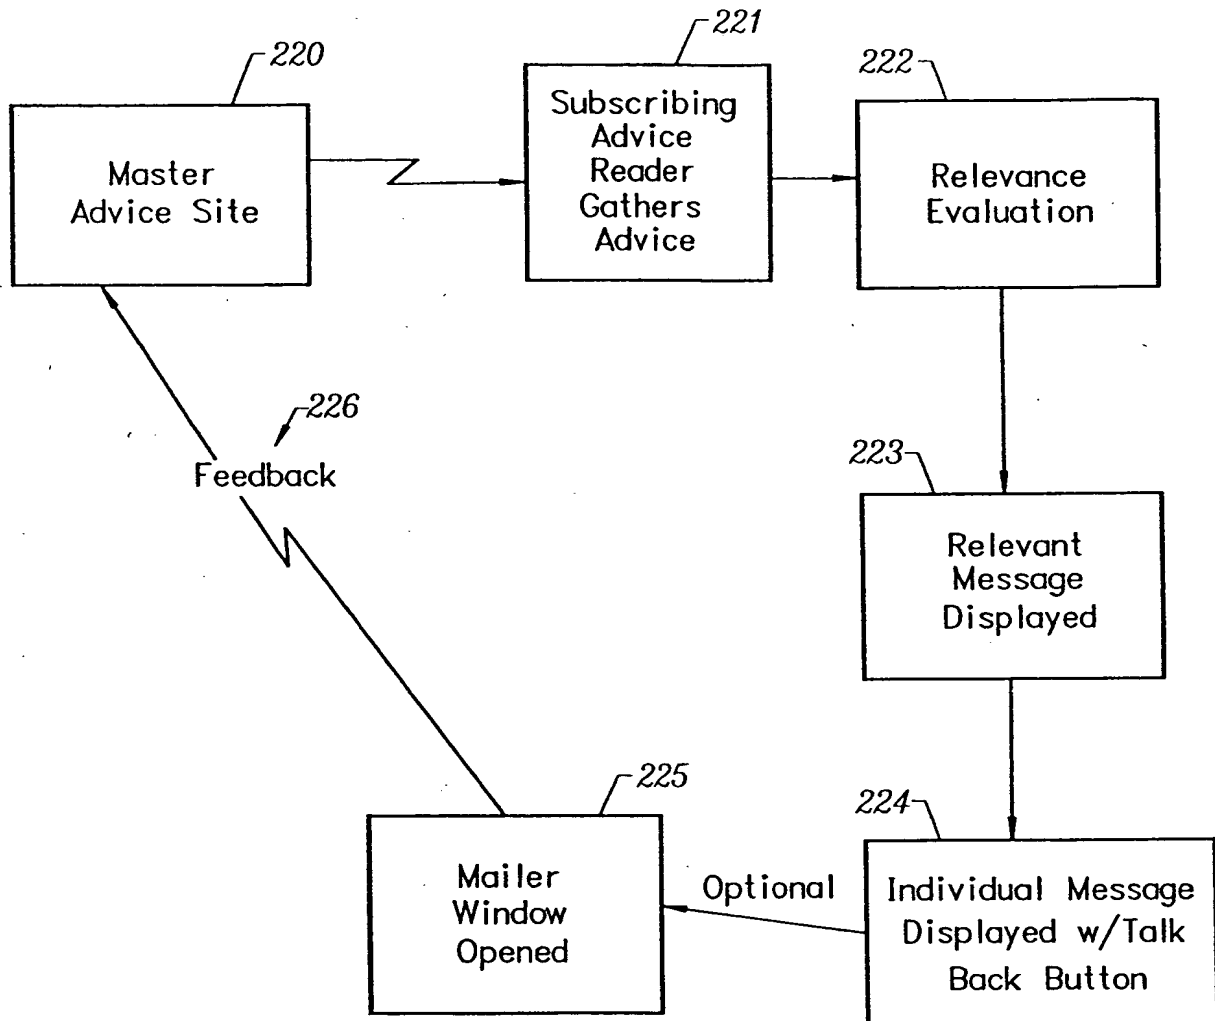 220
Master
Advice Site
221
Subscribing
Advice
Reader
Gathers
Advice
222
Relevance
Evaluation
226
Feedback
223
Relevant
Message
Displayed
225
Mailer
Window
Opened
Optional
224
Individual Message
Displayed w/Talk
Back Button